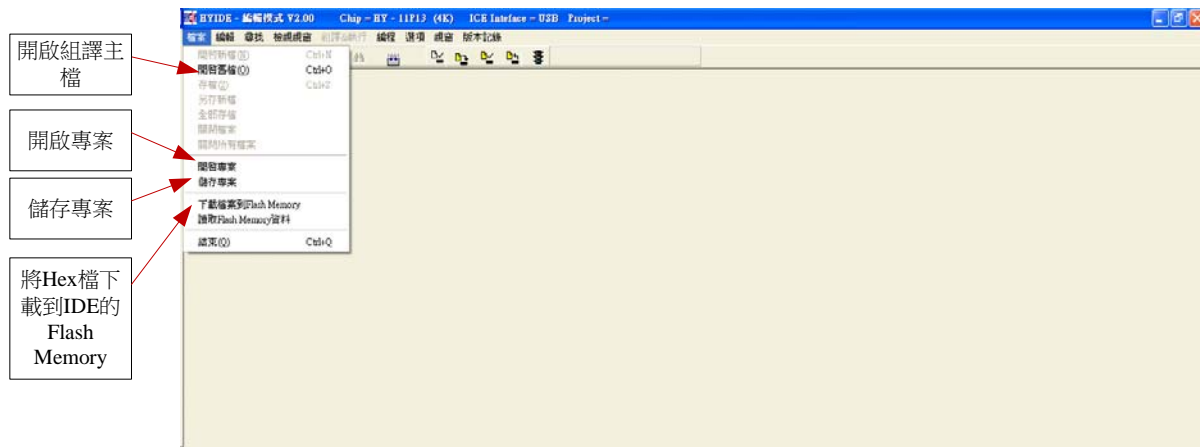 HYIDE - 編輯模式 V2.00 Chip = HY - 11P13 (4K) ICE Inteface = USB Project =
檔案 編輯 尋找 檢視視窗 組譯&執行 編程 選項 視窗 版本記錄
開啟新檔(N) Ctrl+N
開啟舊檔(O) Ctrl+O
存檔(S) Ctrl+S
另存新檔
全部存檔
關閉檔案
關閉所有檔案
開啟專案
儲存專案
下載檔案到Flash Memory
讀取Flash Memory資料
結束(Q) Ctrl+Q
開啟組譯主
檔
開啟專案
儲存專案
將Hex檔下
載到IDE的
Flash
Memory